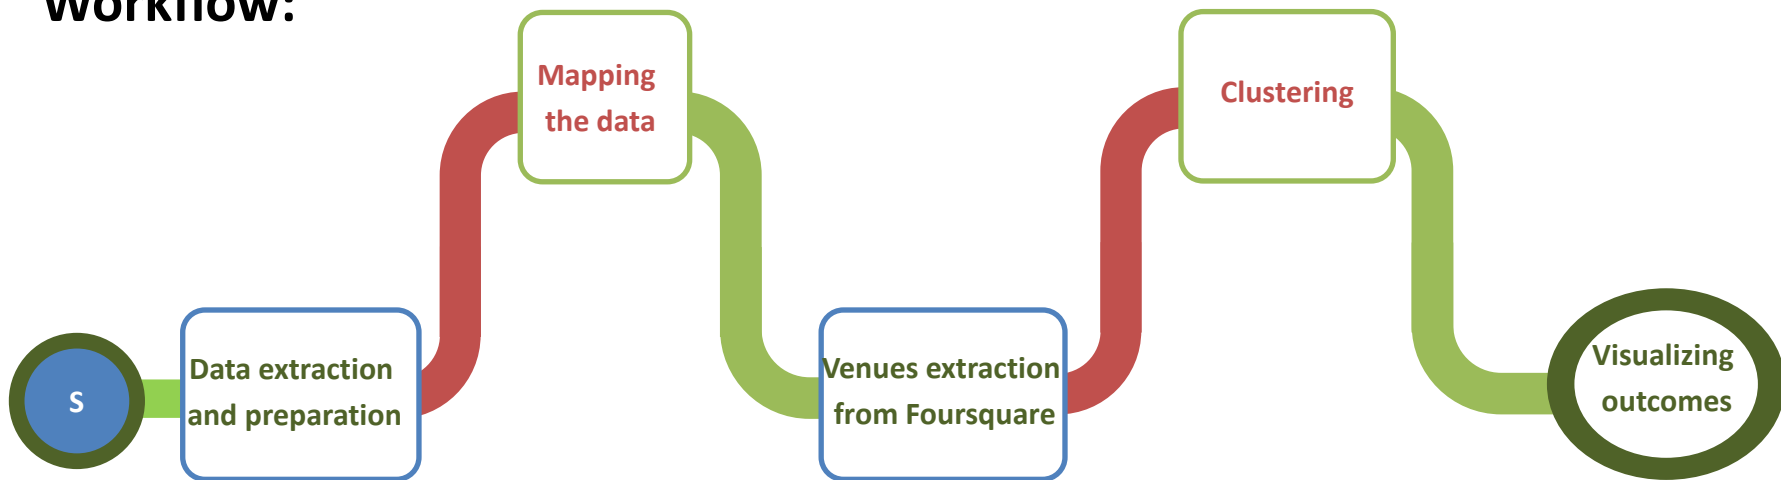 Workflow:
Mapping
the data
Clustering
S
Data extraction
and preparation
Venues extraction
from Foursquare
Visualizing
outcomes